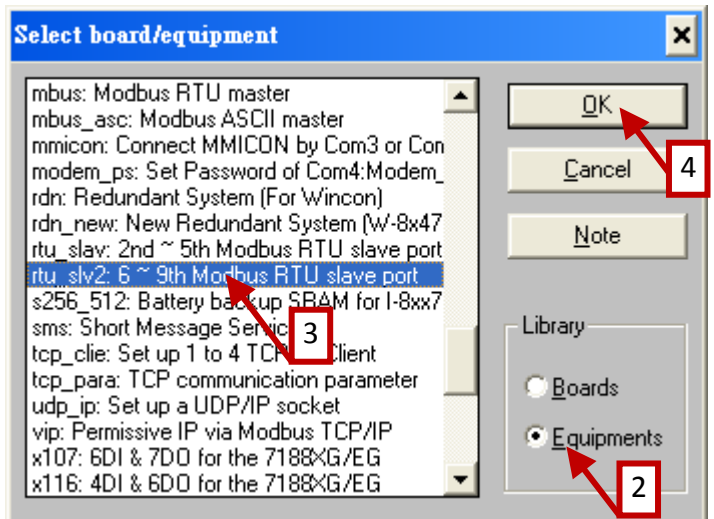 Select board/equipment
mbus: Modbus RTU master
mbus_asc: Modbus ASCII master
mmicon: Connect MMICON by Com3 or Con
modem_ps: Set Password of Com4:Modem_
rdn: Redundant System (For Wincon)
rdn_new: New Redundant System (W-8x47
rtu_slav: 2nd ~ 5th Modbus RTU slave port
rtu_slv2: 6 ~ 9th Modbus RTU slave port
s256_512: Battery backup SRAM for I-8xx7
sms: Short Message Servic
tcp_clie: Set up 1 to 4 TCP Client
tcp_para: TCP communication parameter
udp_ip: Set up a UDP/IP socket
vip: Permissive IP via Modbus TCP/IP
x107: 6DI & 7DO for the 7188XG/EG
x116: 4DI & 6DO for the 7188XG/EG
OK
Cancel
Note
Library
Boards
Equipments
4
3
2